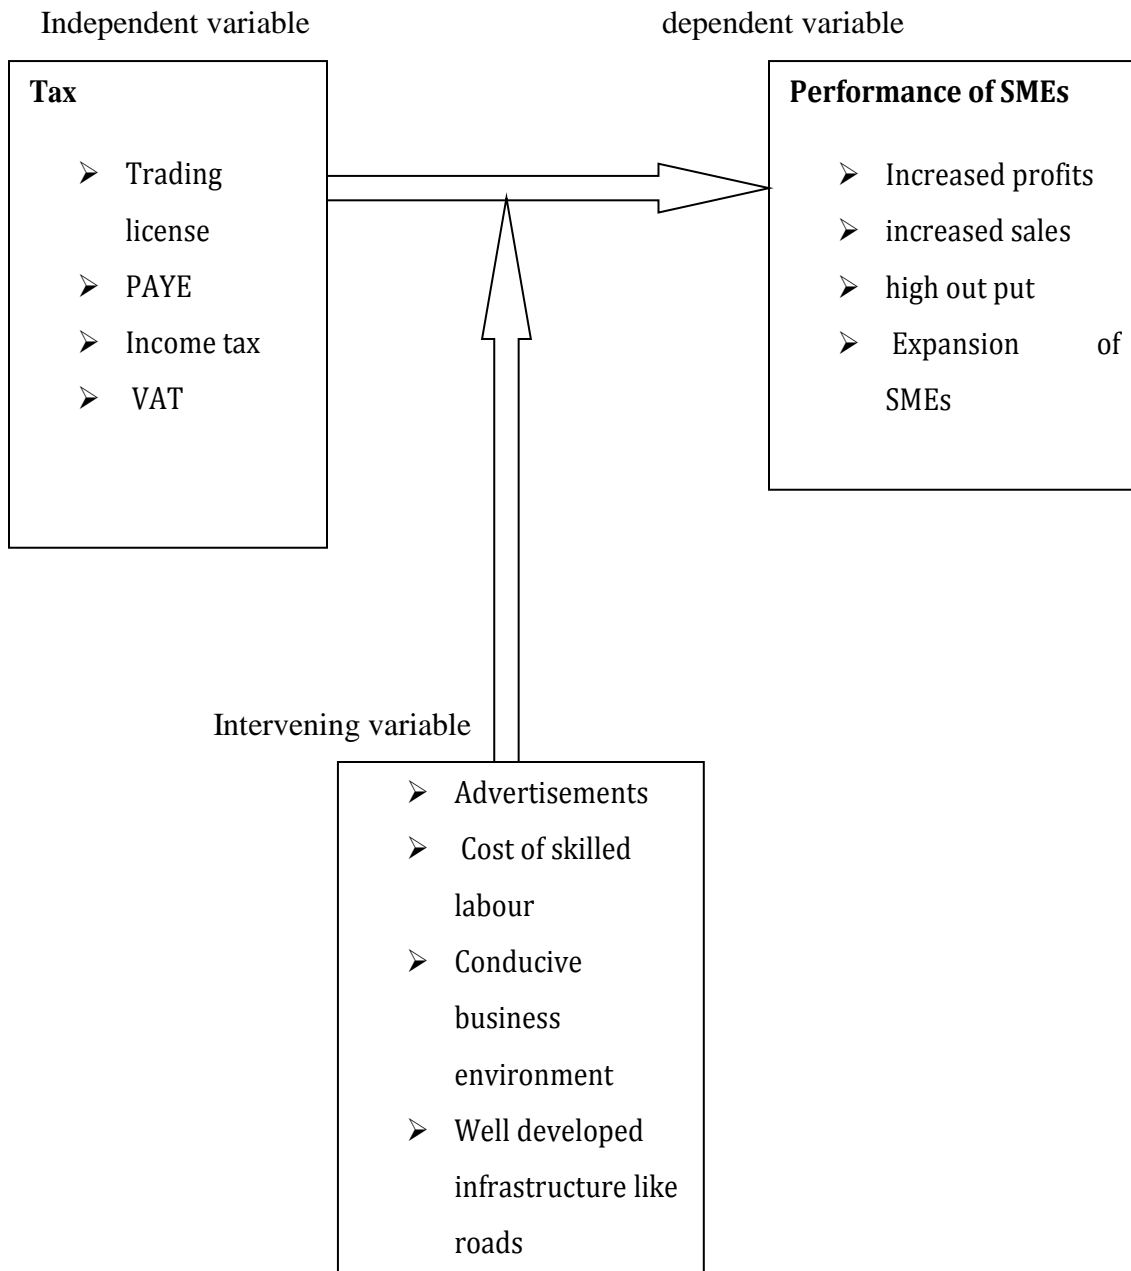 Independent variable
dependent variable
Tax
➢ Trading
license
➢ PAYE
➢ Income tax
➢ VAT
Performance of SMEs
➢ Increased profits
➢ increased sales
➢ high out put
➢ Expansion of
SMEs
Intervening variable
➢ Advertisements
➢ Cost of skilled
labour
➢ Conducive
business
environment
➢ Well developed
infrastructure like
roads